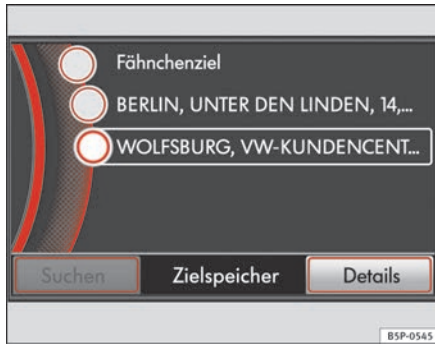 Fähnchenziel
BERLIN, UNTER DEN LINDEN, 14,...
WOLFSBURG, VW-KUNDENCENT...
Suchen Zielspeicher Details
B5P-0545